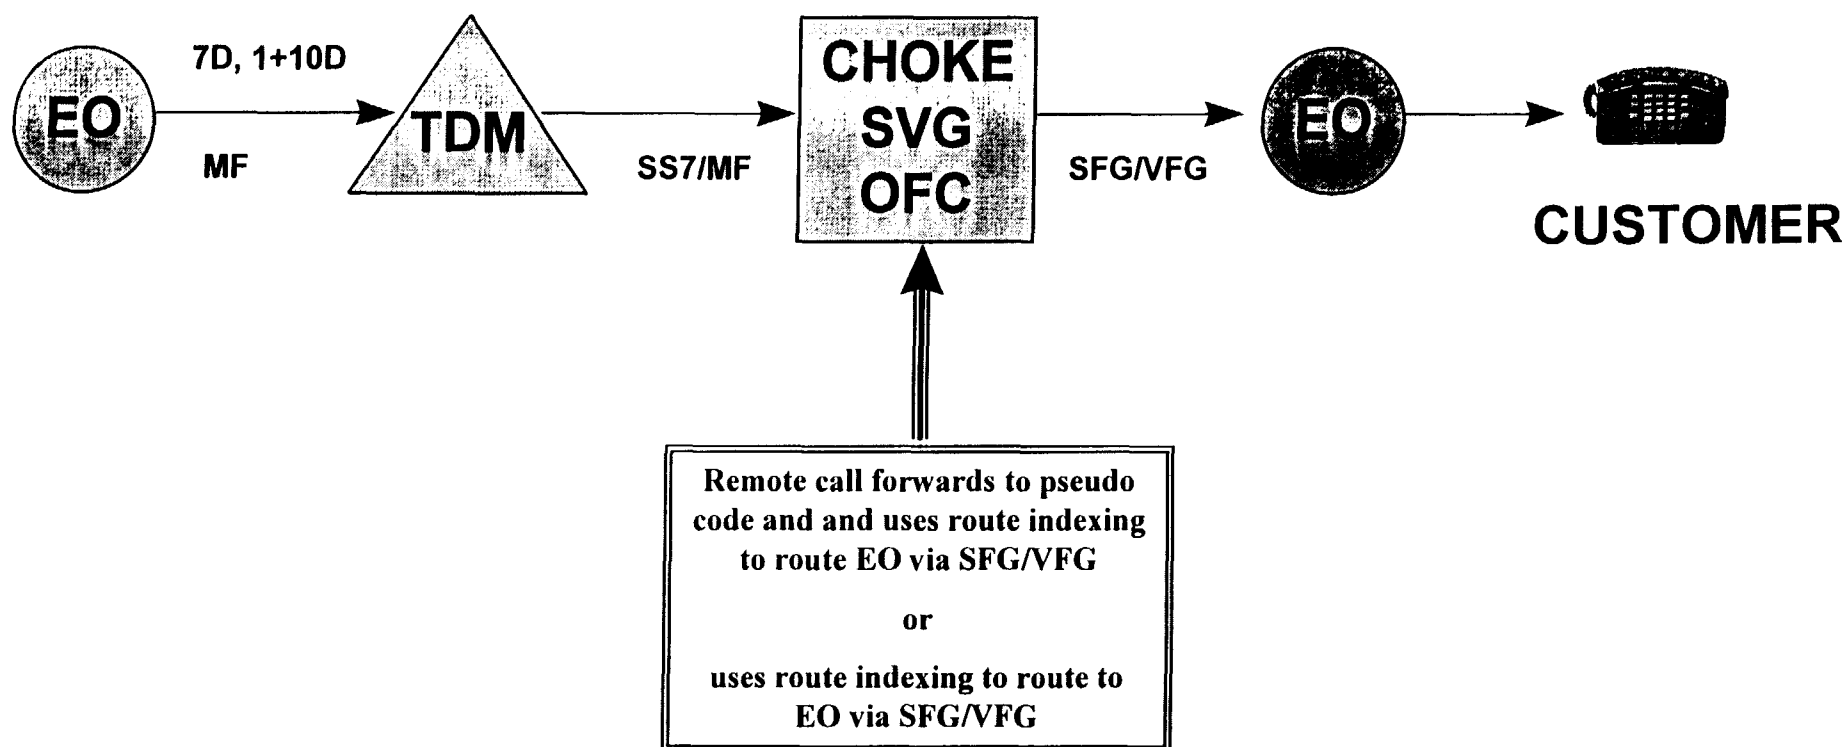 7D, 1+10D
EO
MF
TDM
SS7/MF
CHOKE
SVG
OFC
SFG/VFG
EO
CUSTOMER
Remote call forwards to pseudo
code and and uses route indexing
to route EO via SFG/VFG
or
uses route indexing to route to
EO via SFG/VFG